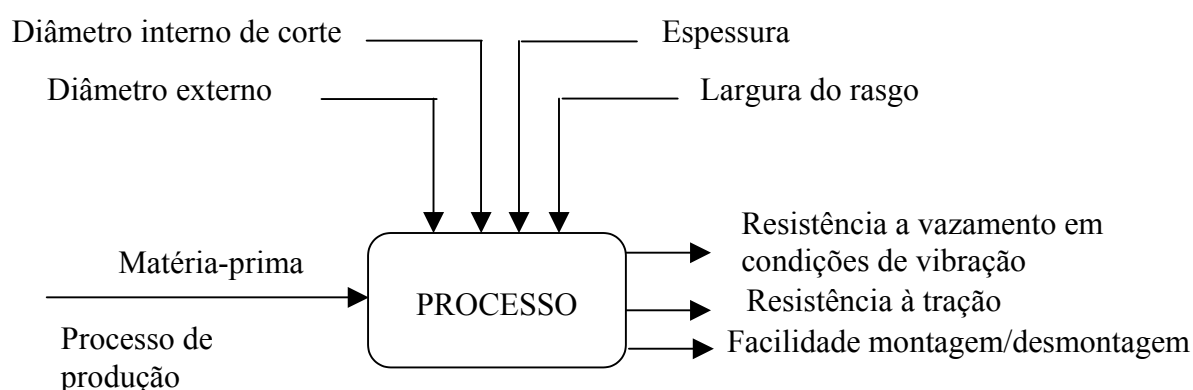 Diâmetro interno de corte
Espessura
Diâmetro externo
Largura do rasgo
Matéria-prima
Processo de
produção
PROCESSO
Resistência a vazamento em
condições de vibração
Resistência à tração
Facilidade montagem/desmontagem